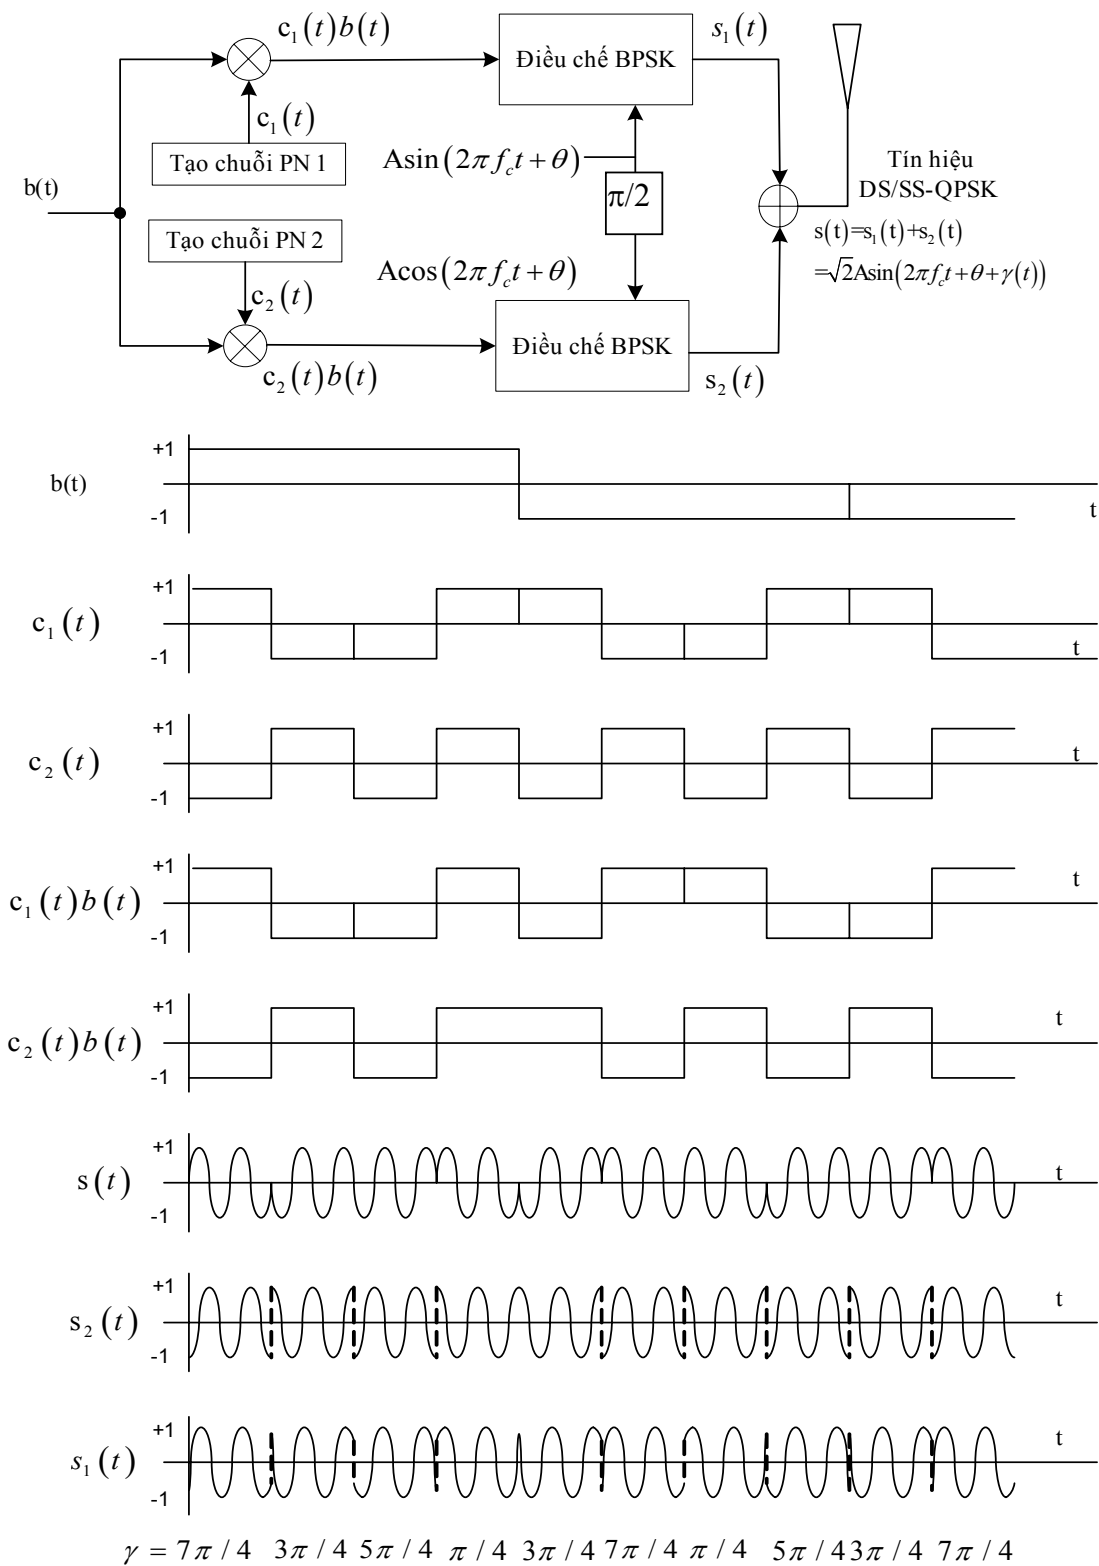 c₁(t)b(t)
s₁(t)
Điều chế BPSK
c₁(t)
Tạo chuỗi PN 1
Asin(2πf_c t+θ)
π/2
Tín hiệu
DS/SS-QPSK
b(t)
s(t)=s₁(t)+s₂(t)
=√2Asin(2πf_c t+θ+γ(t))
Tạo chuỗi PN 2
Acos(2πf_c t+θ)
c₂(t)
Điều chế BPSK
c₂(t)b(t)
s₂(t)
+1
b(t)
-1
t
+1
c₁(t)
-1
t
+1
c₂(t)
t
-1
+1
t
c₁(t)b(t)
-1
+1
t
c₂(t)b(t)
-1
+1
t
s(t)
-1
+1
t
s₂(t)
-1
+1
t
s₁(t)
-1
γ = 7π / 4 3π / 4 5π / 4 π / 4 3π / 4 7π / 4 π / 4 5π / 4 3π / 4 7π / 4